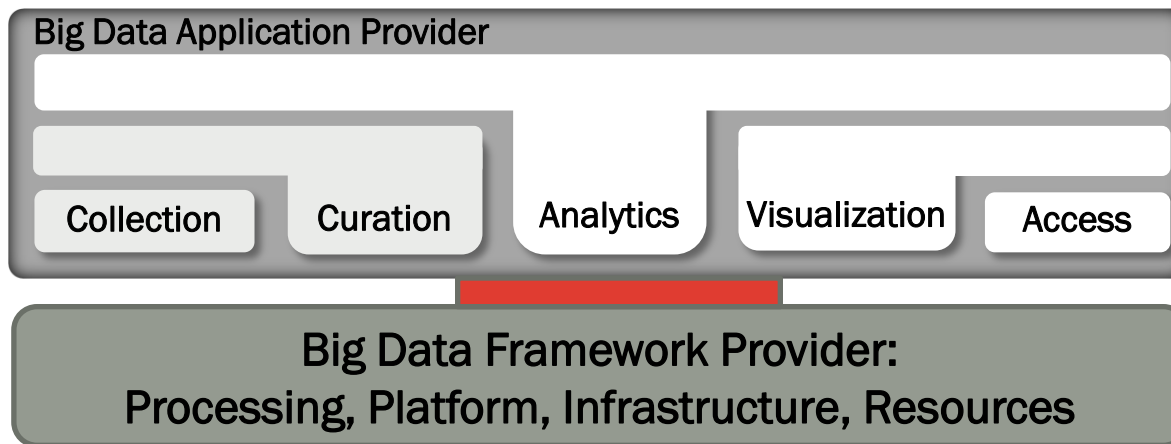 Big Data Application Provider
Collection
Curation
Analytics
Visualization
Access
Big Data Framework Provider:
Processing, Platform, Infrastructure, Resources